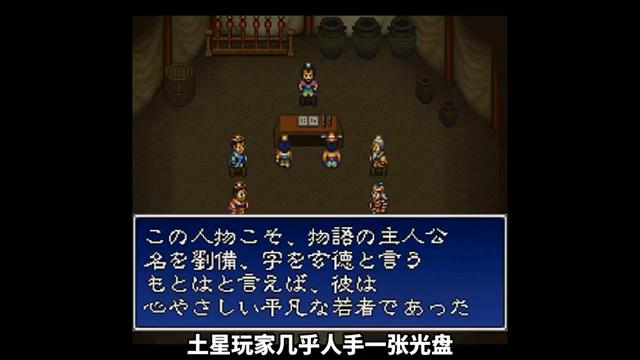 この人物こそ、物語の主人公
名を劉備、字を玄徳と言う
もとはと言えば、彼は
心やさしい平凡な若者であった
土星玩家几乎人手一张光盘